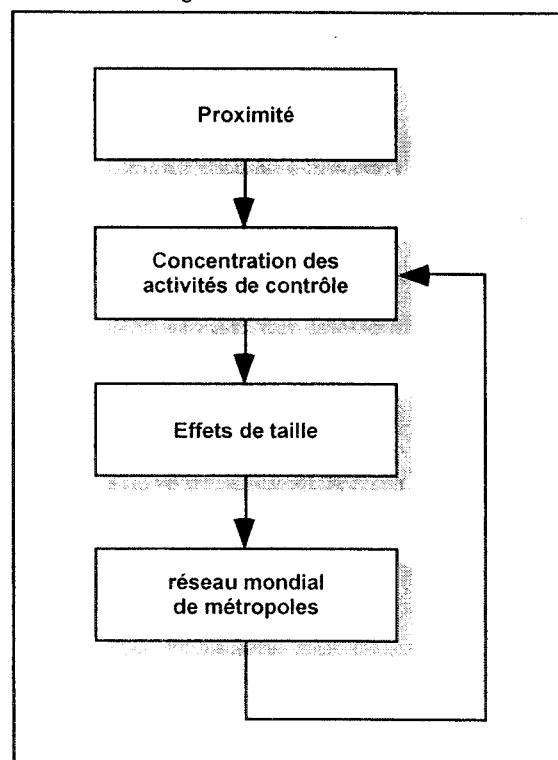 Proximité
Concentration des
activités de contrôle
Effets de taille
réseau mondial
de métropoles